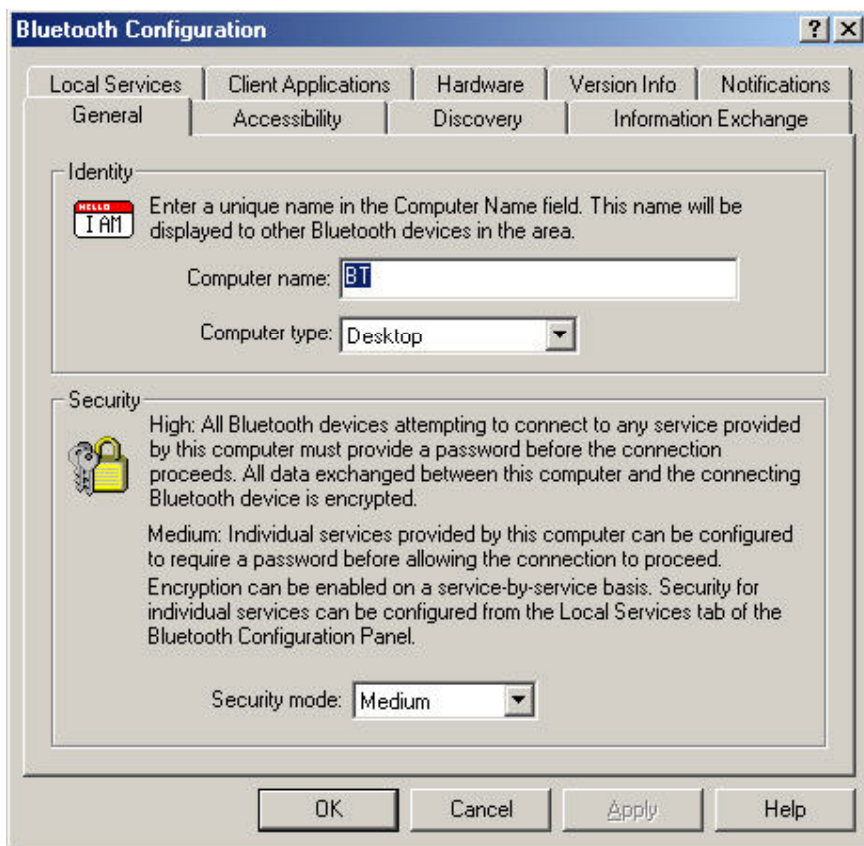 Bluetooth Configuration
Local Services Client Applications Hardware Version Info Notifications
General Accessibility Discovery Information Exchange
Identity
HELLO
I AM
Enter a unique name in the Computer Name field. This name will be
displayed to other Bluetooth devices in the area.
Computer name: BT
Computer type: Desktop
Security
High: All Bluetooth devices attempting to connect to any service provided
by this computer must provide a password before the connection
proceeds. All data exchanged between this computer and the connecting
Bluetooth device is encrypted.
Medium: Individual services provided by this computer can be configured
to require a password before allowing the connection to proceed.
Encryption can be enabled on a service-by-service basis. Security for
individual services can be configured from the Local Services tab of the
Bluetooth Configuration Panel.
Security mode: Medium
OK Cancel Apply Help